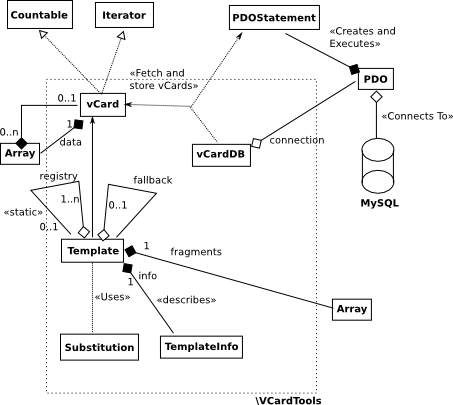 Countable
Iterator
PDOStatement
«Creates and
Executes»
«Fetch and
store vCards»
PDO
0..1
vCard
«Connects To»
0..n
1
Array
data
vCardDB
connection
MySQL
registry
fallback
1..n
0..1
«static»
0..1
Template
1
fragments
info
1
«Uses»
«describes»
Array
Substitution
TemplateInfo
\VCardTools